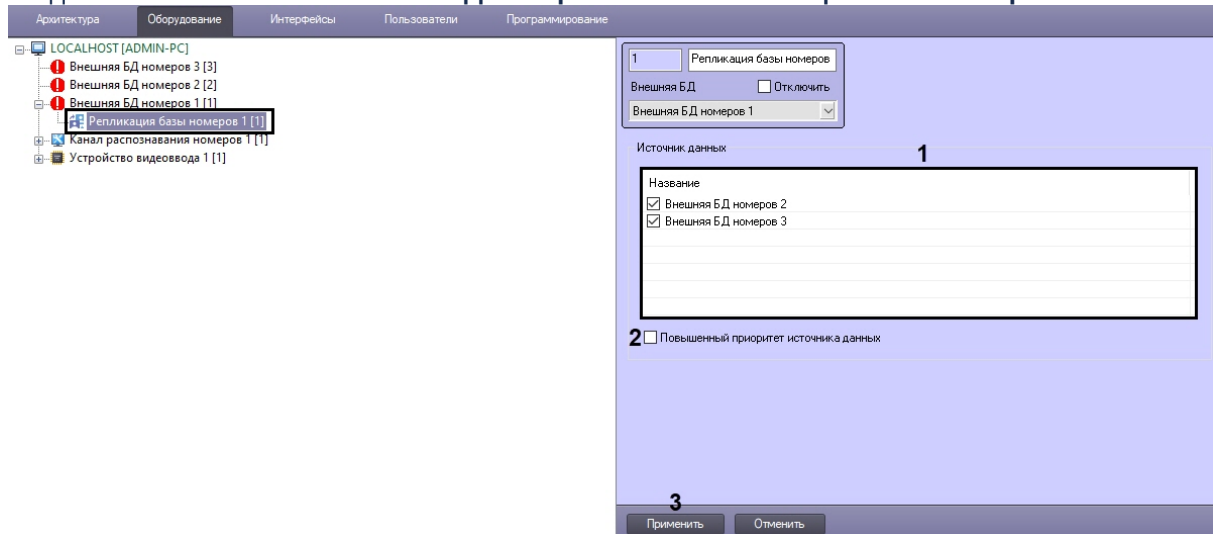 Архитектура Оборудование Интерфейсы Пользователи Программирование
LOCALHOST [ADMIN-PC]
Внешняя БД номеров 3 [3]
Внешняя БД номеров 2 [2]
Внешняя БД номеров 1 [1]
Репликация базы номеров 1 [1]
Канал распознавания номеров 1 [1]
Устройство видеоввода 1 [1]
1 Репликация базы номеров
Внешняя БД Отключить
Внешняя БД номеров 1
Источник данных 1
Название
Внешняя БД номеров 2
Внешняя БД номеров 3
2 Повышенный приоритет источника данных
3
Применить Отменить